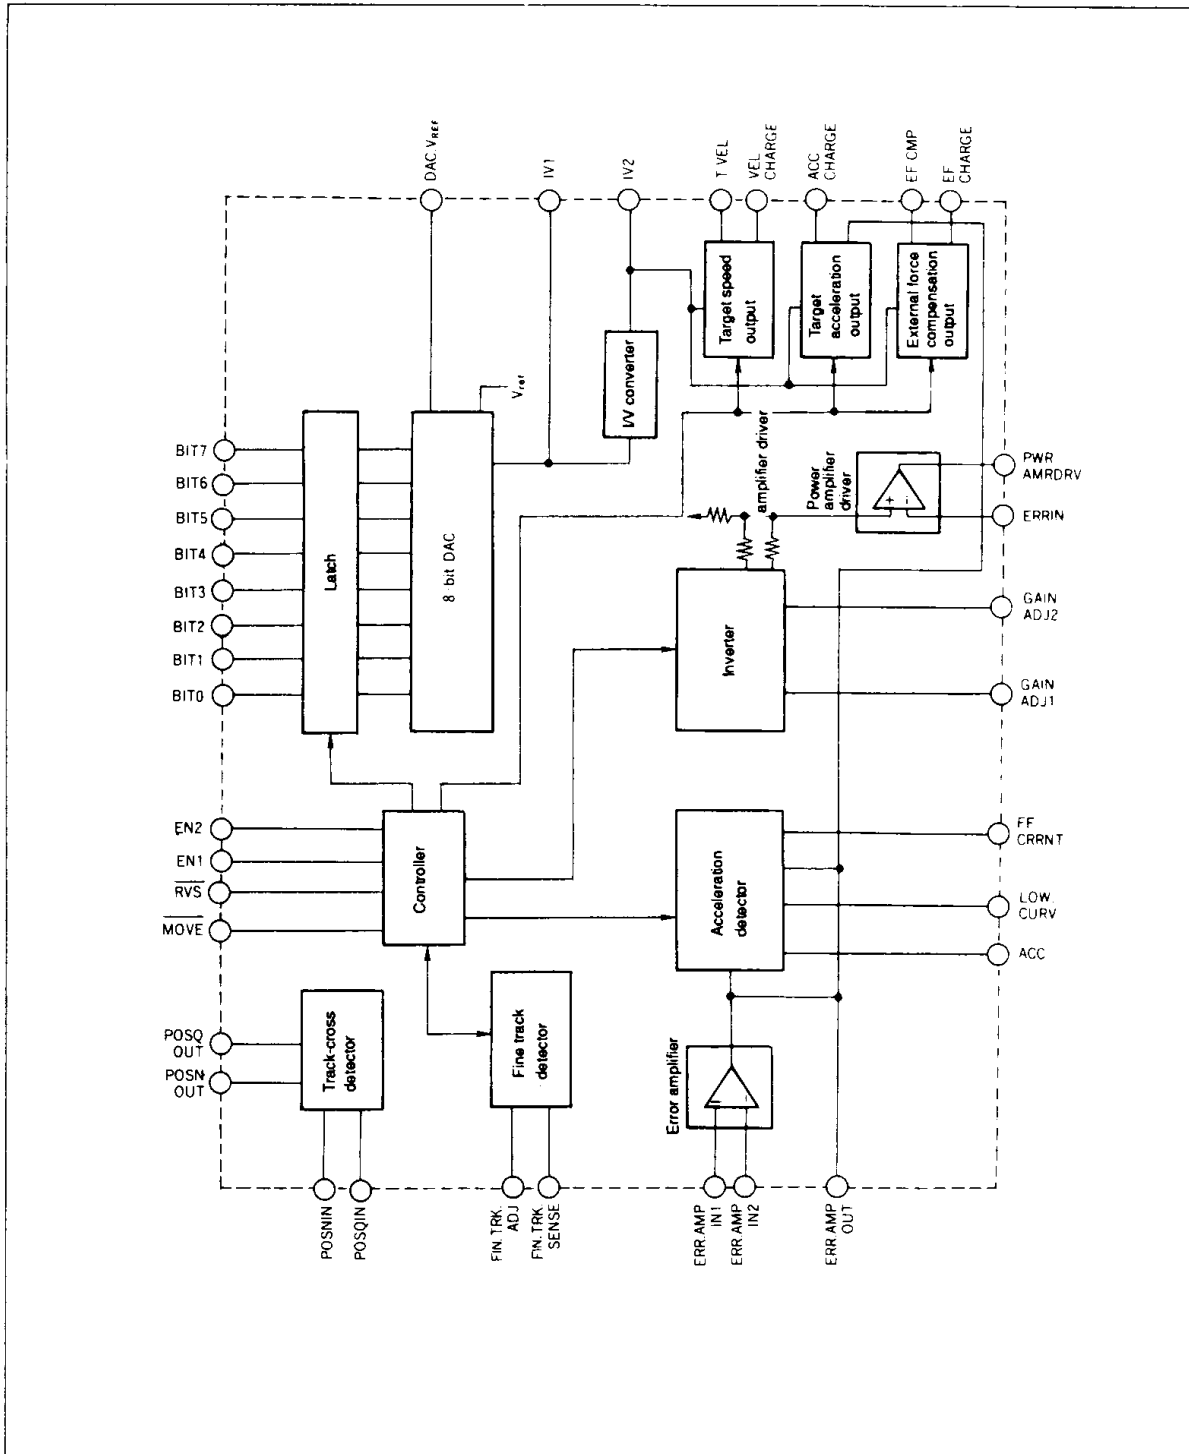 DAC.VREF
IV1
IV2
T VEL
VEL
CHARGE
ACC
CHARGE
EF CMP
EF
CHARGE
BIT7
BIT6
BIT5
BIT4
BIT3
BIT2
BIT1
BIT0
Latch
8-bit DAC
Vref
I/V converter
Target speed
output
Target
acceleration
output
External force
compensation
output
amplifier driver
Power
amplifier
driver
+
-
PWR
AMRDRV
ERRIN
Inverter
GAIN
ADJ2
GAIN
ADJ1
EN2
EN1
RVS
MOVE
Controller
Acceleration
detector
FF
CRRNT
LOW.
CURV
ACC
POSQ
OUT
POSN
OUT
Track-cross
detector
Fine track
detector
Error amplifier
POSNIN
POSQIN
FIN.TRK.
ADJ
FIN.TRK.
SENSE
ERR.AMP
IN1
ERR.AMP
IN2
ERR.AMP
OUT